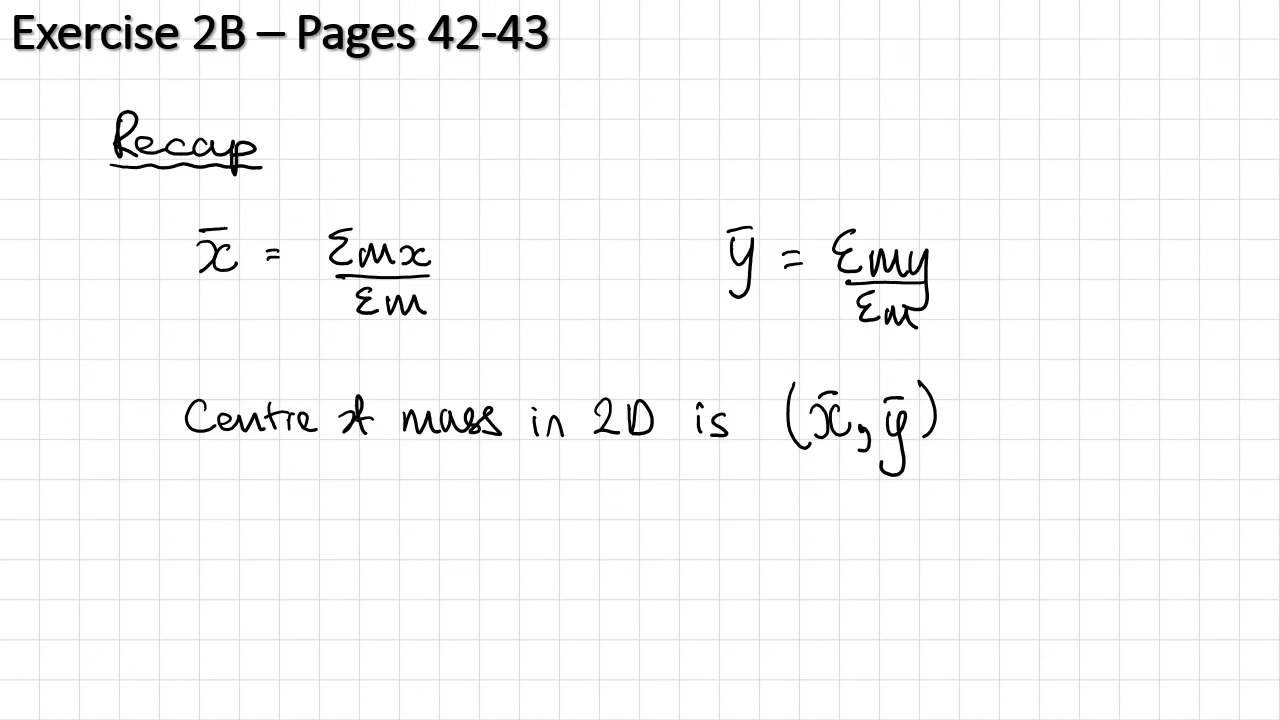 Exercise 2B – Pages 42-43
Recap
x̄ = Σmx / Σm    ȳ = Σmy / Σm
Centre of mass in 2D is (x̄, ȳ)